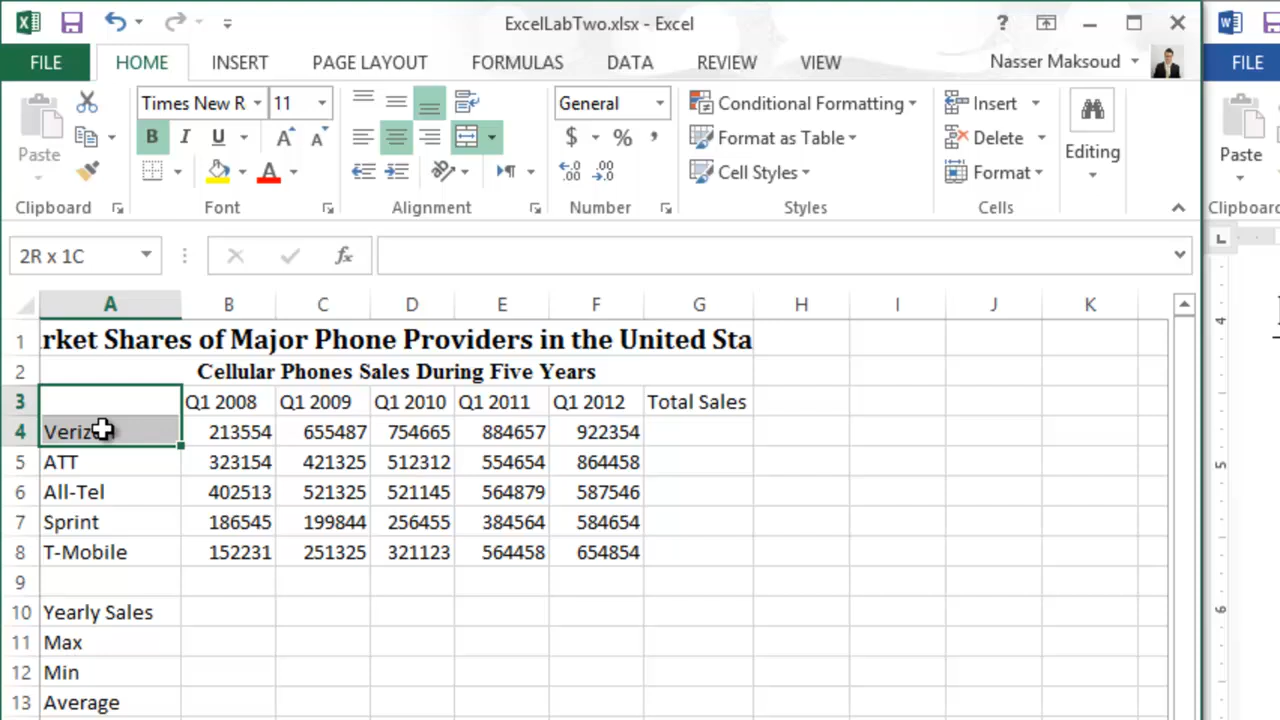 ExcelLabTwo.xlsx - Excel
?
FILE HOME INSERT PAGE LAYOUT FORMULAS DATA REVIEW VIEW Nasser Maksoud
FILE
Times New R 11 General Conditional Formatting Insert
B I U A A $ % , Format as Table Delete
Paste Editing Paste
A Cell Styles Format
Clipboard Font Alignment Number Styles Cells Clipboard
2R x 1C fx
L
A B C D E F G H I J K
1 rket Shares of Major Phone Providers in the United Sta
2 Cellular Phones Sales During Five Years
3 Q1 2008 Q1 2009 Q1 2010 Q1 2011 Q1 2012 Total Sales
4 213554 655487 754665 884657 922354
5 ATT 323154 421325 512312 554654 864458
6 All-Tel 402513 521325 521145 564879 587546
7 Sprint 186545 199844 256455 384564 584654
8 T-Mobile 152231 251325 321123 564458 654854
9
10 Yearly Sales
11 Max
12 Min
13 Average
4
5
6